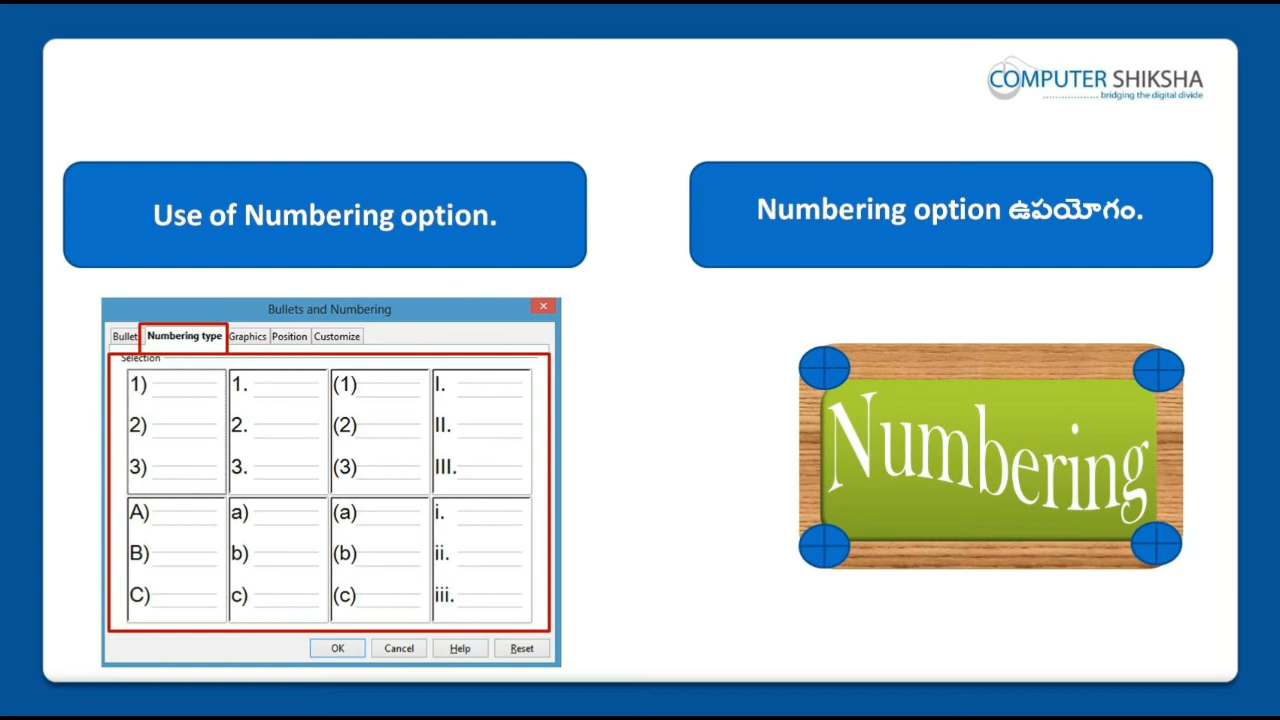 COMPUTER SHIKSHA
bridging the digital divide
Use of Numbering option.
Numbering option ఉపయోగం.
Bullets and Numbering
Bullets Numbering type Graphics Position Customize
Selection
1) 1. (1) I.
2) 2. (2) II.
3) 3. (3) III.
A) a) (a) i.
B) b) (b) ii.
C) c) (c) iii.
OK Cancel Help Reset
Numbering